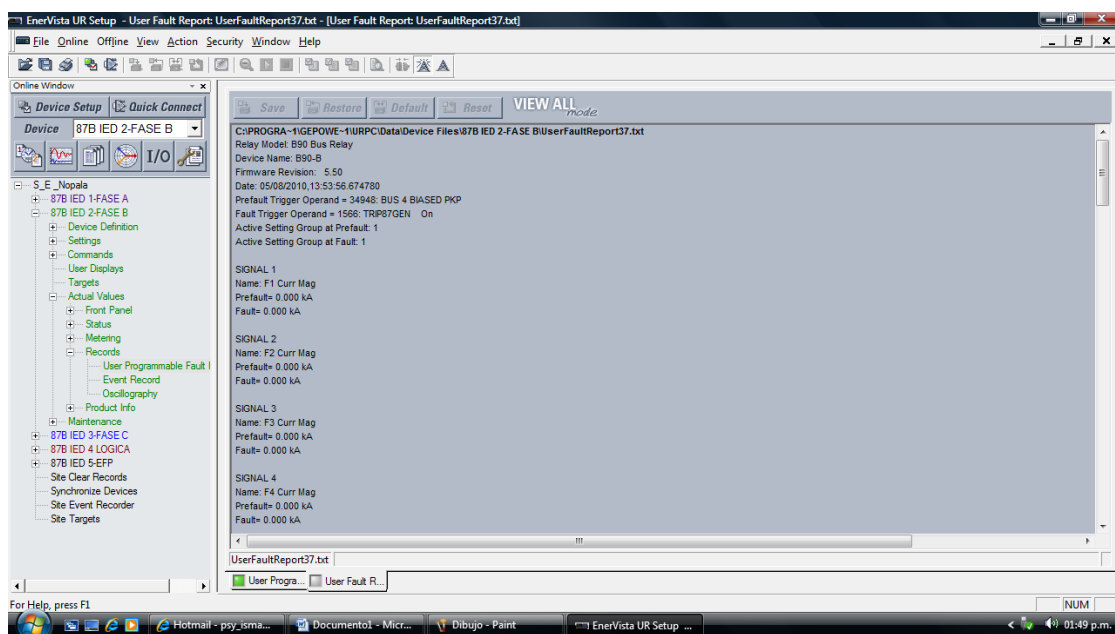 EnerVista UR Setup - User Fault Report: UserFaultReport37.txt - [User Fault Report: UserFaultReport37.txt]
File Online Offline View Action Security Window Help
Online Window
Device Setup Quick Connect
Device 87B IED 2-FASE B
I/O
S_E_Nopala
87B IED 1-FASE A
87B IED 2-FASE B
Device Definition
Settings
Commands
User Displays
Targets
Actual Values
Front Panel
Status
Metering
Records
User Programmable Fault
Event Record
Oscillography
Product Info
Maintenance
87B IED 3-FASE C
87B IED 4 LOGICA
87B IED 5-EFP
Site Clear Records
Synchronize Devices
Site Event Recorder
Site Targets
Save Restore Default Reset VIEW ALL mode
C:\PROGRA~1\GEPOWE~1\URPC\Data\Device Files\87B IED 2-FASE B\UserFaultReport37.txt
Relay Model: B90 Bus Relay
Device Name: B90-B
Firmware Revision: 5.50
Date: 05/08/2010,13:53:56.674780
Prefault Trigger Operand = 34948: BUS 4 BIASED PKP
Fault Trigger Operand = 1566: TRIP87GEN On
Active Setting Group at Prefault: 1
Active Setting Group at Fault: 1
SIGNAL 1
Name: F1 Curr Mag
Prefault= 0.000 kA
Fault= 0.000 kA
SIGNAL 2
Name: F2 Curr Mag
Prefault= 0.000 kA
Fault= 0.000 kA
SIGNAL 3
Name: F3 Curr Mag
Prefault= 0.000 kA
Fault= 0.000 kA
SIGNAL 4
Name: F4 Curr Mag
Prefault= 0.000 kA
Fault= 0.000 kA
UserFaultReport37.txt
User Progra... User Fault R...
For Help, press F1
NUM
Hotmail - psy_isma... Documento1 - Micr... Dibujo - Paint EnerVista UR Setup ... 01:49 p.m.